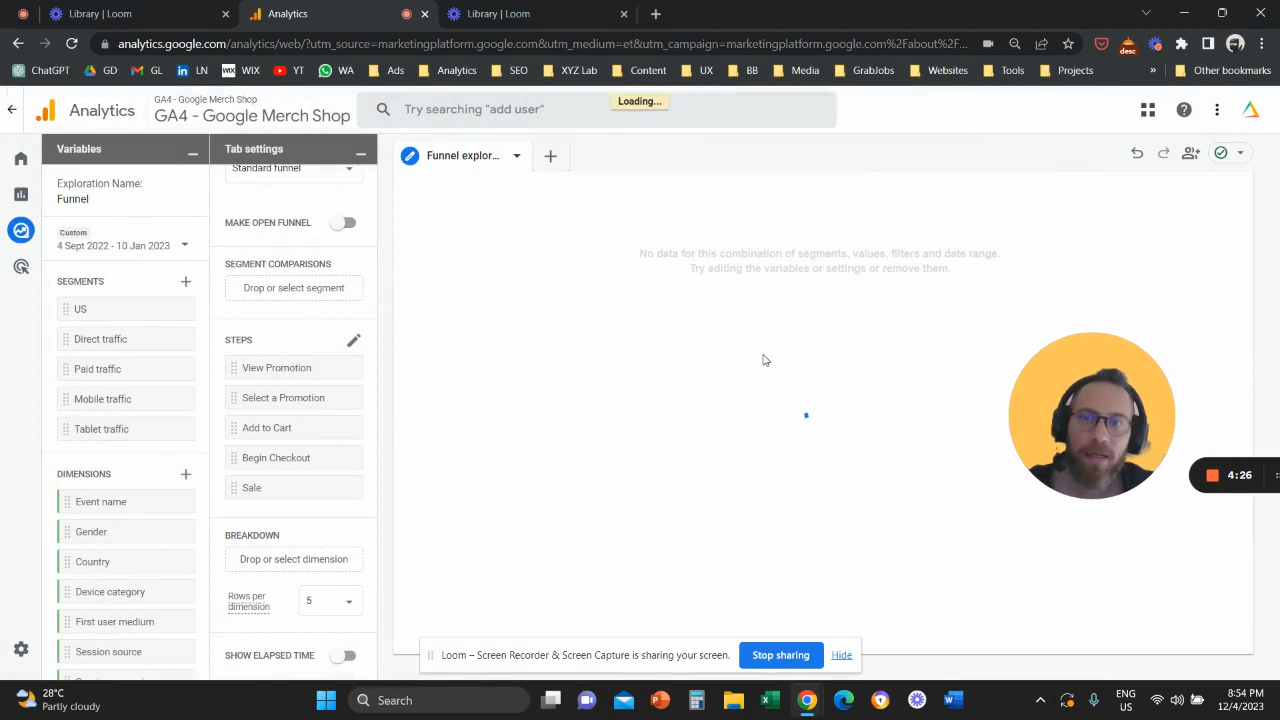 Library | Loom
Analytics
Library | Loom
analytics.google.com/analytics/web/?utm_source=marketingplatform.google.com&utm_medium=et&utm_campaign=marketingplatform.google.com%2Fabout%2F...
desc
ChatGPT
GD
GL
LN
WIX
WIX
YT
WA
Ads
Analytics
SEO
XYZ Lab
Content
UX
BB
Media
GrabJobs
Websites
Tools
Projects
»
Other bookmarks
Analytics
GA4 - Google Merch Shop
GA4 - Google Merch Shop
Try searching "add user"
Loading...
Variables
Exploration Name:
Funnel
Custom
4 Sept 2022 - 10 Jan 2023
SEGMENTS
US
Direct traffic
Paid traffic
Mobile traffic
Tablet traffic
DIMENSIONS
Event name
Gender
Country
Device category
First user medium
Session source
Tab settings
Standard funnel
MAKE OPEN FUNNEL
SEGMENT COMPARISONS
Drop or select segment
STEPS
View Promotion
Select a Promotion
Add to Cart
Begin Checkout
Sale
BREAKDOWN
Drop or select dimension
Rows per
dimension
5
SHOW ELAPSED TIME
Funnel explor...
No data for this combination of segments, values, filters and date range.
Try editing the variables or settings or remove them.
4:26
Loom – Screen Recorder & Screen Capture is sharing your screen.
Stop sharing
Hide
28°C
Partly cloudy
Search
ENG
US
8:54 PM
12/4/2023